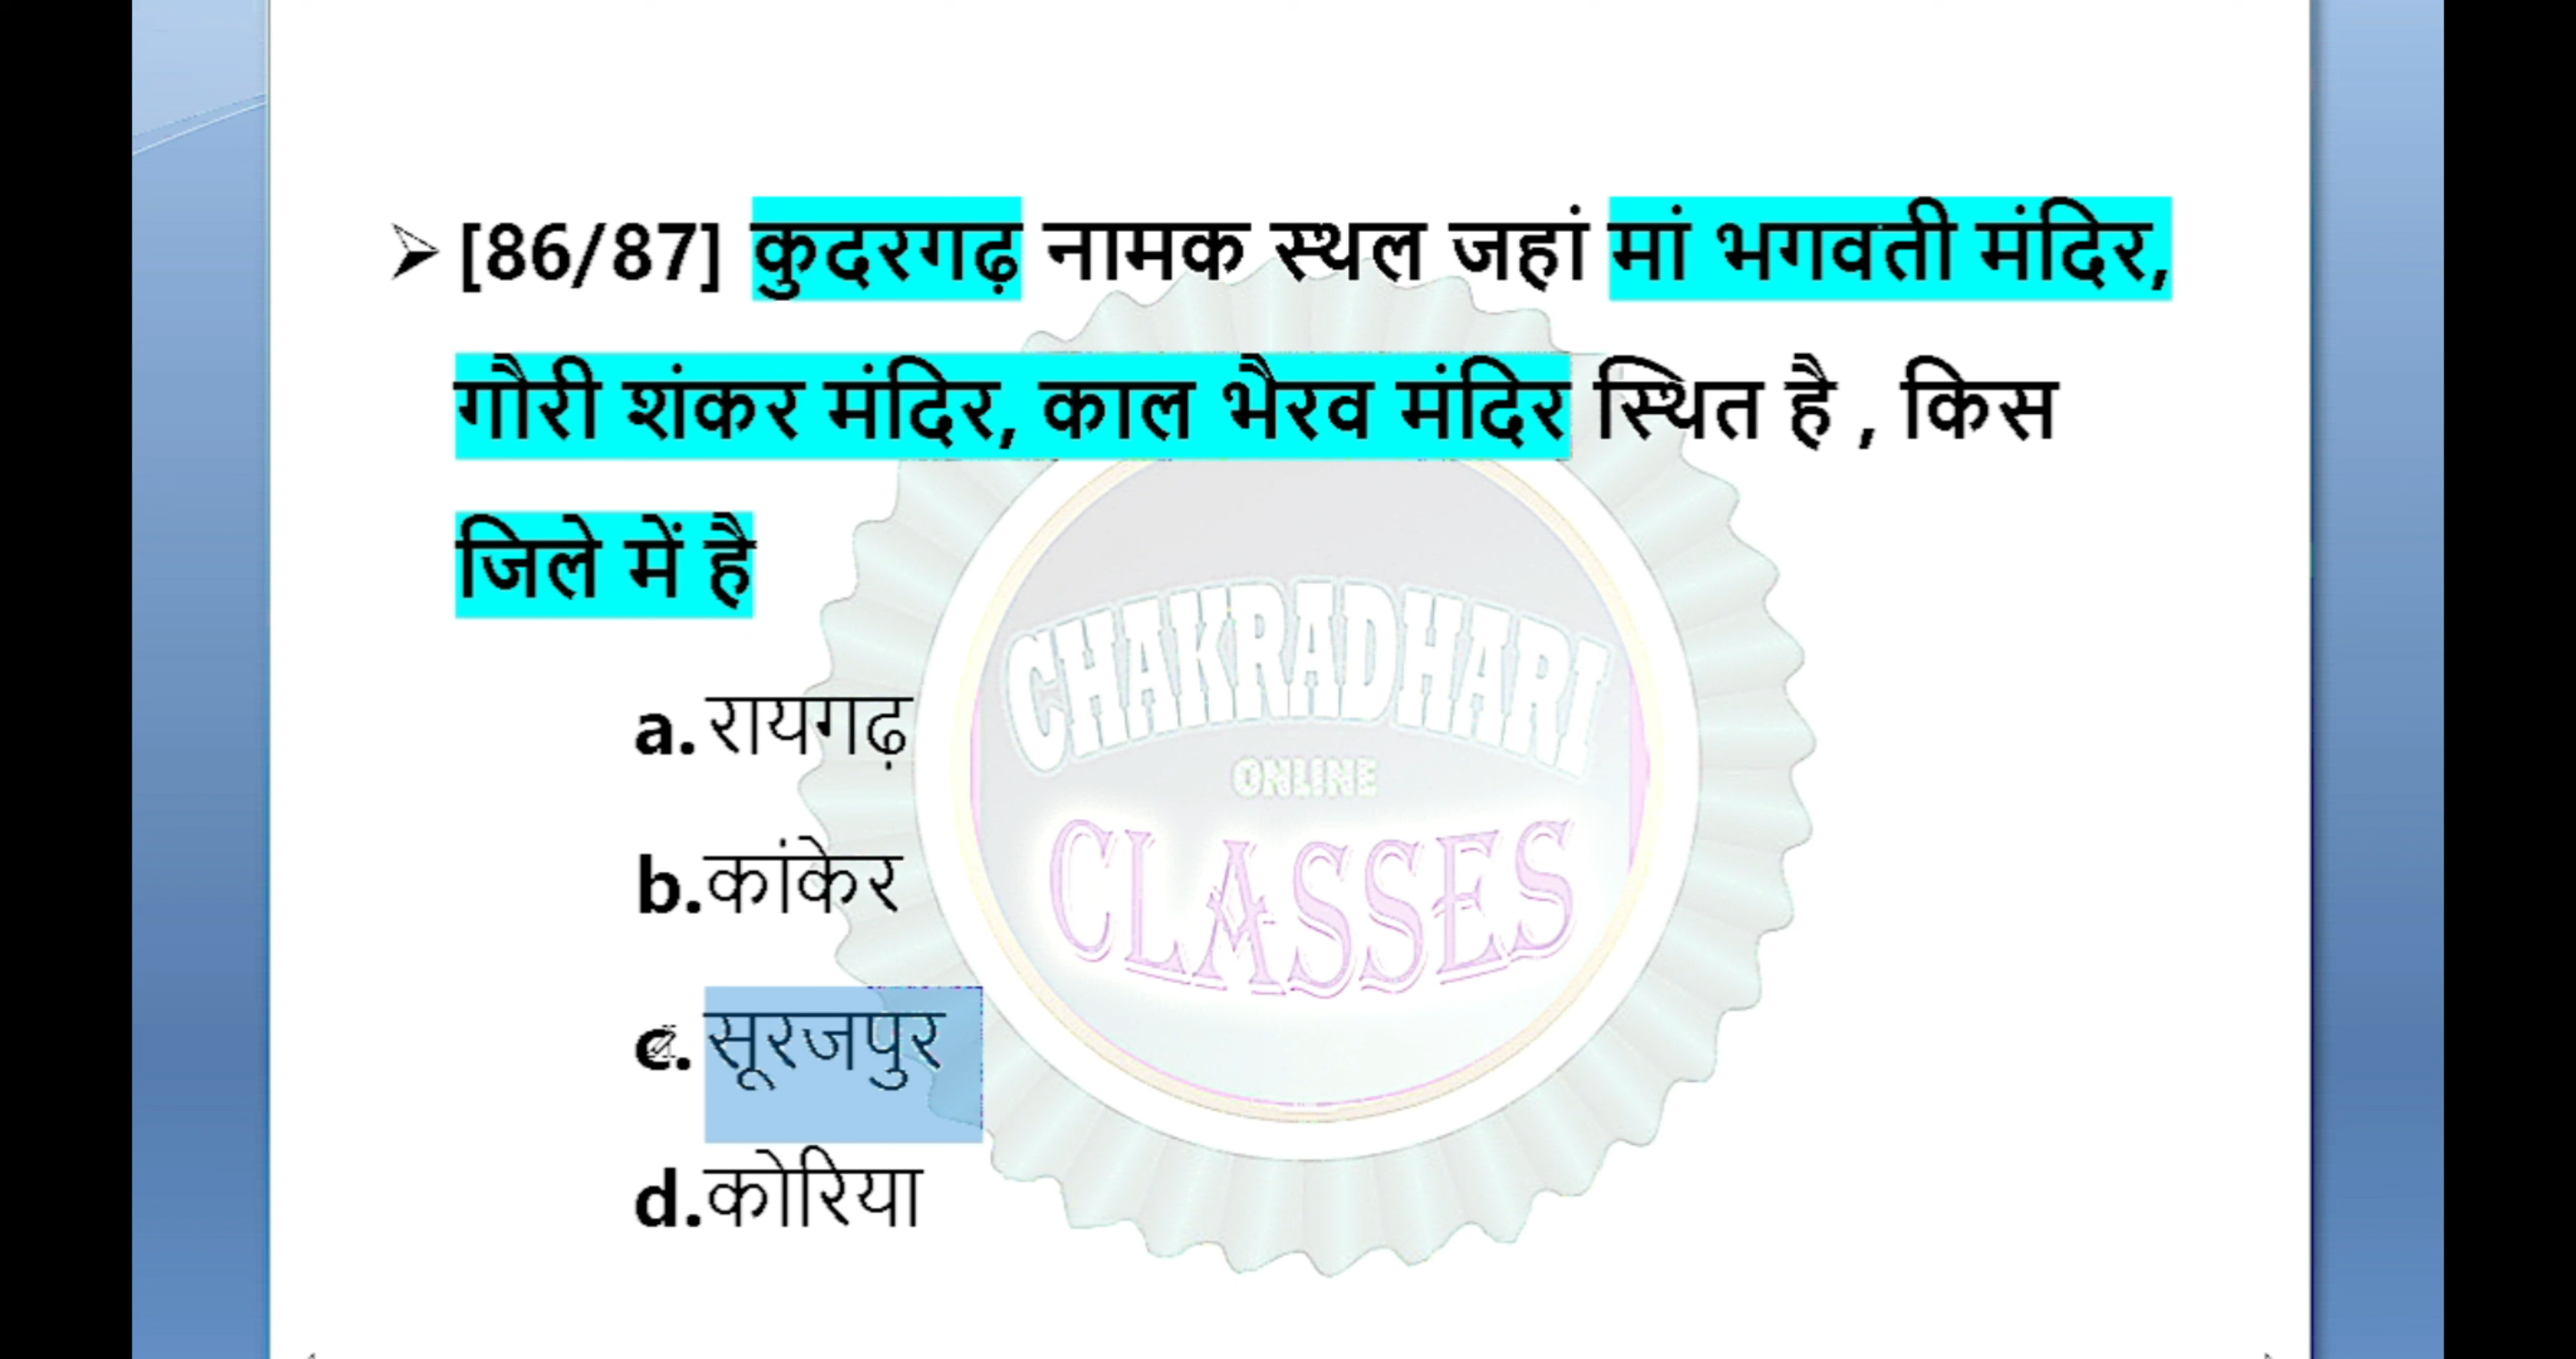 ➢ [86/87] कुदरगढ़ नामक स्थल जहां मां भगवती मंदिर,
गौरी शंकर मंदिर, काल भैरव मंदिर स्थित है , किस
जिले में है
a. रायगढ़
b. कांकेर
c. सूरजपुर
d. कोरिया
CHAKRADHARI
ONLINE
CLASSES